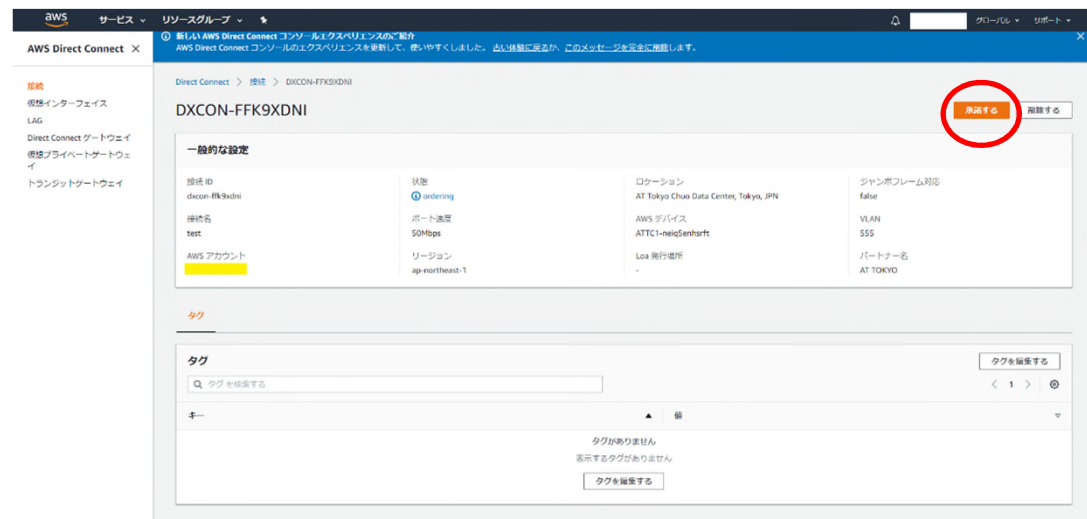 aws サービス リソースグループ グローバル サポート
AWS Direct Connect ×
新しい AWS Direct Connect コンソールエクスペリエンスのご紹介
AWS Direct Connect コンソールのエクスペリエンスを更新して、使いやすくしました。 古い体験に戻るか、このメッセージを完全に削除します。
接続
仮想インターフェイス
LAG
Direct Connect ゲートウェイ
仮想プライベートゲートウェ
イ
トランジットゲートウェイ
Direct Connect > 接続 > DXCON-FFK9XDNI
DXCON-FFK9XDNI
承諾する 削除する
一般的な設定
接続 ID 状態 ロケーション ジャンボフレーム対応
dxcon-ffk9xdni ordering AT Tokyo Chuo Data Center, Tokyo, JPN false
接続名 ポート速度 AWS デバイス VLAN
test 50Mbps ATTC1-neiq5enhsrft 555
AWS アカウント リージョン Loa 発行場所 パートナー名
ap-northeast-1 - AT TOKYO
タグ
タグ タグを編集する
タグ を検索する < 1 >
キー 値
タグがありません
表示するタグがありません
タグを編集する